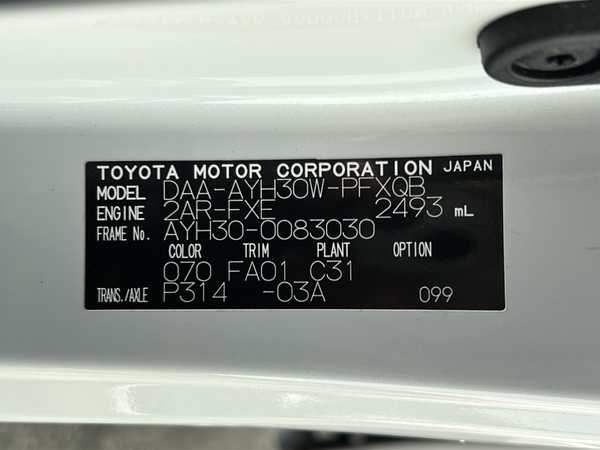 TOYOTA MOTOR CORPORATION JAPAN
MODEL DAA-AYH30W-PFXQB
ENGINE 2AR-FXE 2493 mL
FRAME No. AYH30-0083030
COLOR TRIM PLANT OPTION
070 FA01 C31
TRANS./AXLE P314 -03A 099